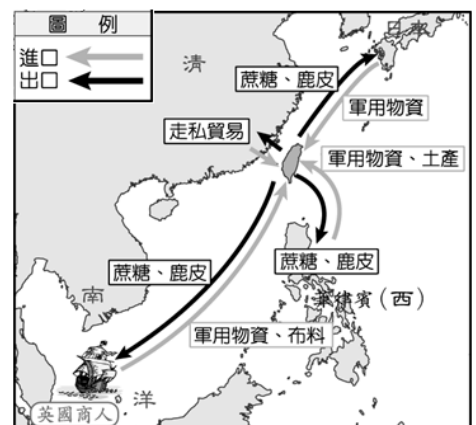 圖 例
進口
出口
日本
清
蔗糖、鹿皮
軍用物資
走私貿易
軍用物資、土產
蔗糖、鹿皮
蔗糖、鹿皮
菲律賓(西)
南
軍用物資、布料
洋
英國商人